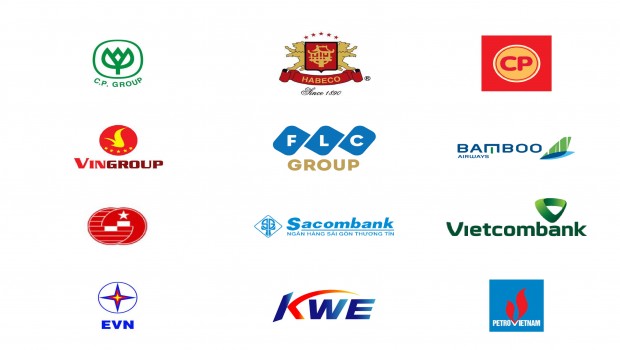 C.P. GROUP
HABECO
®
Since 1890
CP
VINGROUP
FLC
GROUP
BAMBOO
AIRWAYS
Sacombank
NGÂN HÀNG SÀI GÒN THƯƠNG TÍN
Vietcombank
EVN
KWE
PETROVIETNAM